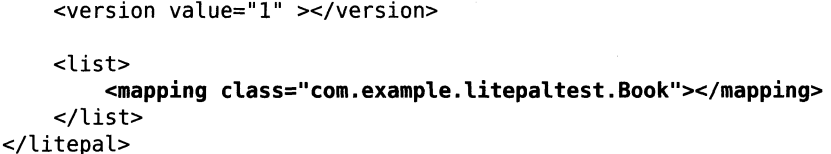 <version value="1" ></version>

    <list>
        <mapping class="com.example.litepaltest.Book"></mapping>
    </list>
</litepal>